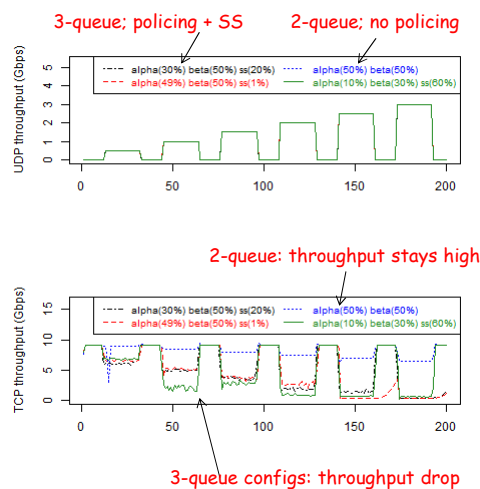 3-queue; policing + SS
2-queue; no policing
UDP throughput (Gbps)
0 1 2 3 4 5
alpha(30%) beta(50%) ss(20%)
alpha(50%) beta(50%)
alpha(49%) beta(50%) ss(1%)
alpha(10%) beta(30%) ss(60%)
0 50 100 150 200
2-queue: throughput stays high
TCP throughput (Gbps)
0 5 10 15
alpha(30%) beta(50%) ss(20%)
alpha(50%) beta(50%)
alpha(49%) beta(50%) ss(1%)
alpha(10%) beta(30%) ss(60%)
0 50 100 150 200
3-queue configs: throughput drop